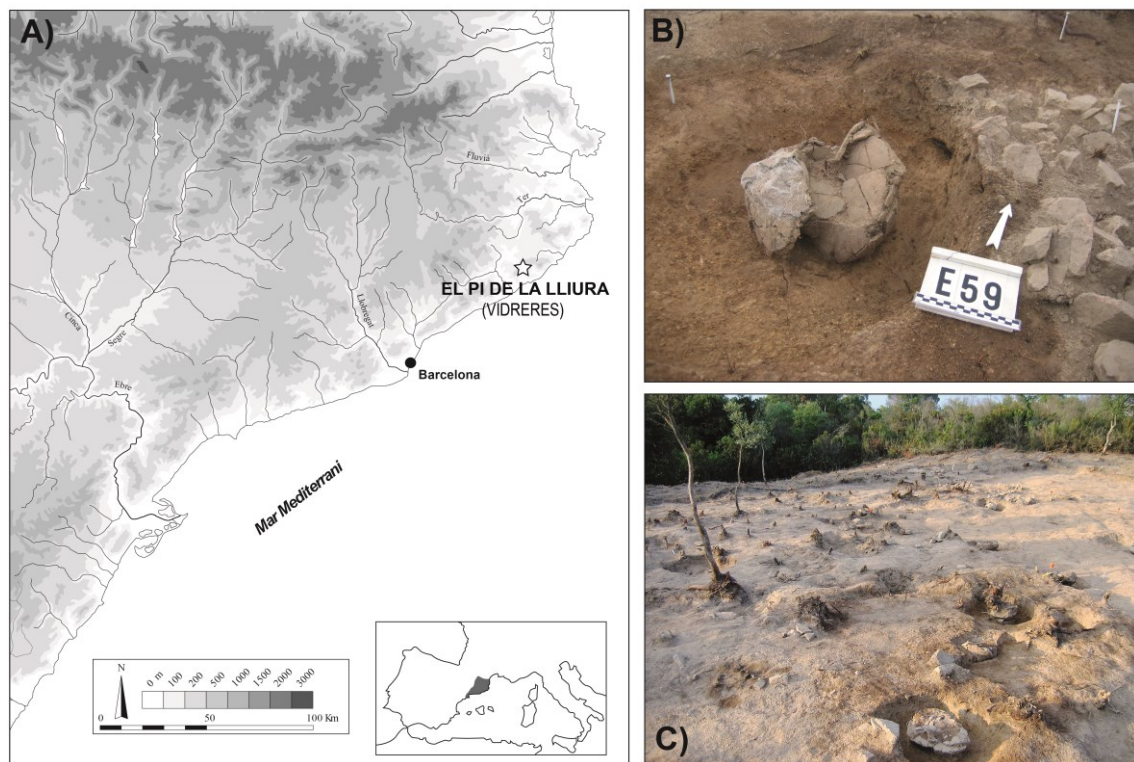 A)
Fluvià
Ter
EL PI DE LA LLIURA
(VIDRERES)
Llobregat
Cinca
Segre
Barcelona
Ebre
Mar Mediterrani
N
0 m 100 200 500 1000 1500 2000 3000
0 50 100 Km
B)
E59
C)